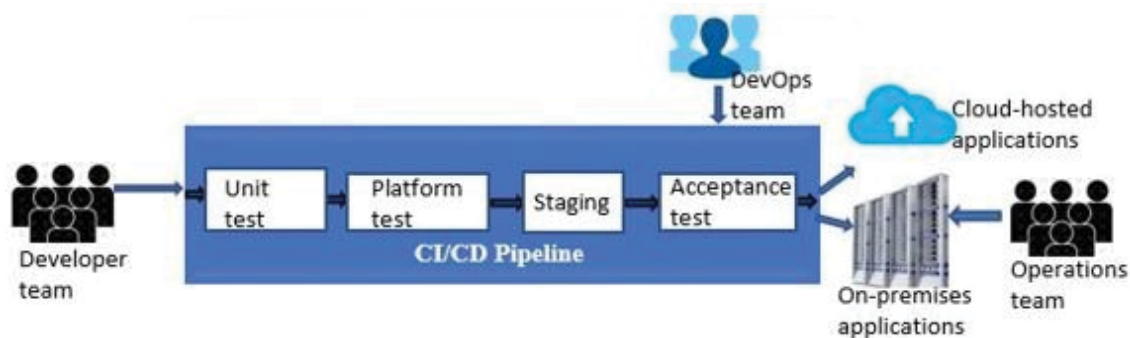 DevOps
team
Cloud-hosted
applications
Unit
test
Platform
test
Staging
Acceptance
test
CI/CD Pipeline
Developer
team
On-premises
applications
Operations
team